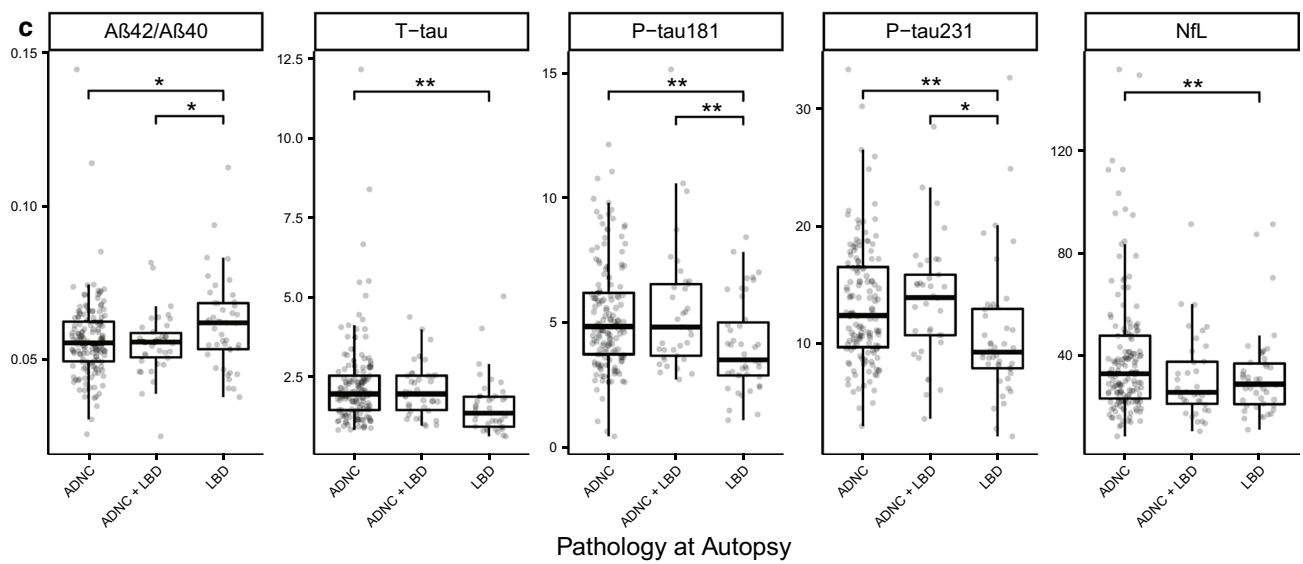 c
Aß42/Aß40
T−tau
P−tau181
P−tau231
NfL
0.15
0.10
0.05
*
*
ADNC
ADNC + LBD
LBD
12.5
10.0
7.5
5.0
2.5
**
ADNC
ADNC + LBD
LBD
15
10
5
0
**
**
ADNC
ADNC + LBD
LBD
30
20
10
**
*
ADNC
ADNC + LBD
LBD
120
80
40
**
ADNC
ADNC + LBD
LBD
Pathology at Autopsy